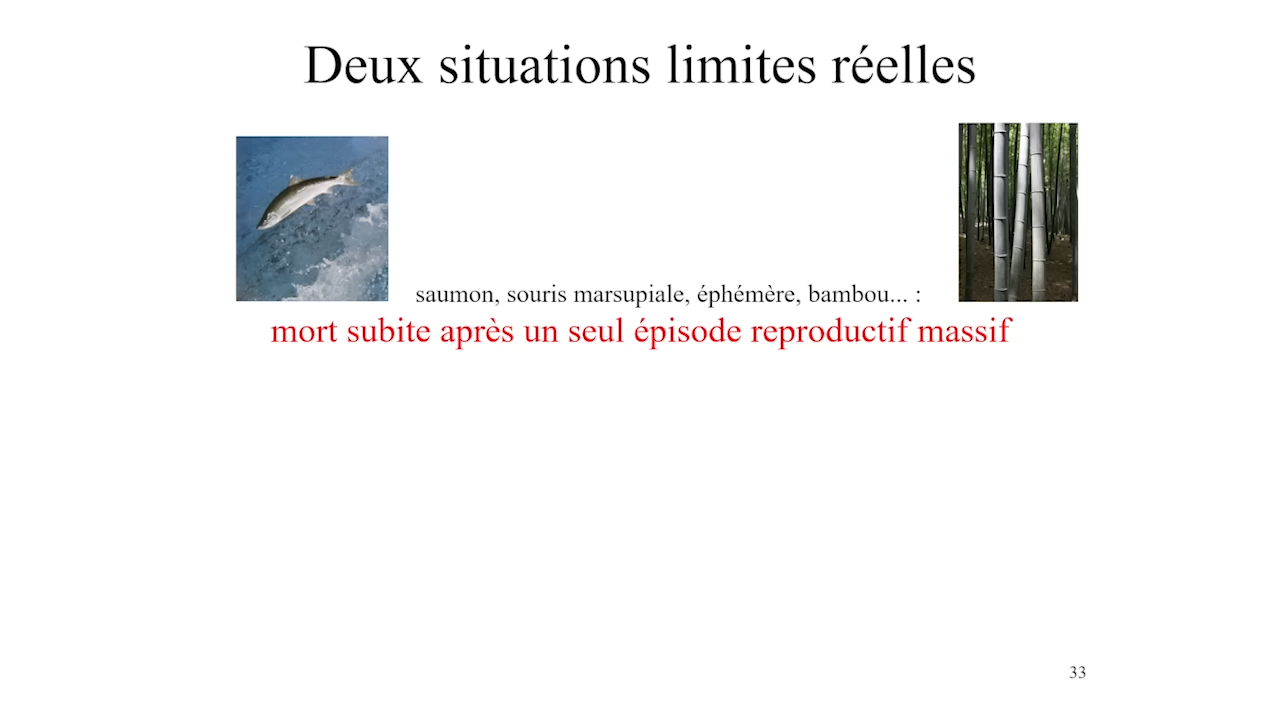 Deux situations limites réelles
saumon, souris marsupiale, éphémère, bambou... :
mort subite après un seul épisode reproductif massif
33